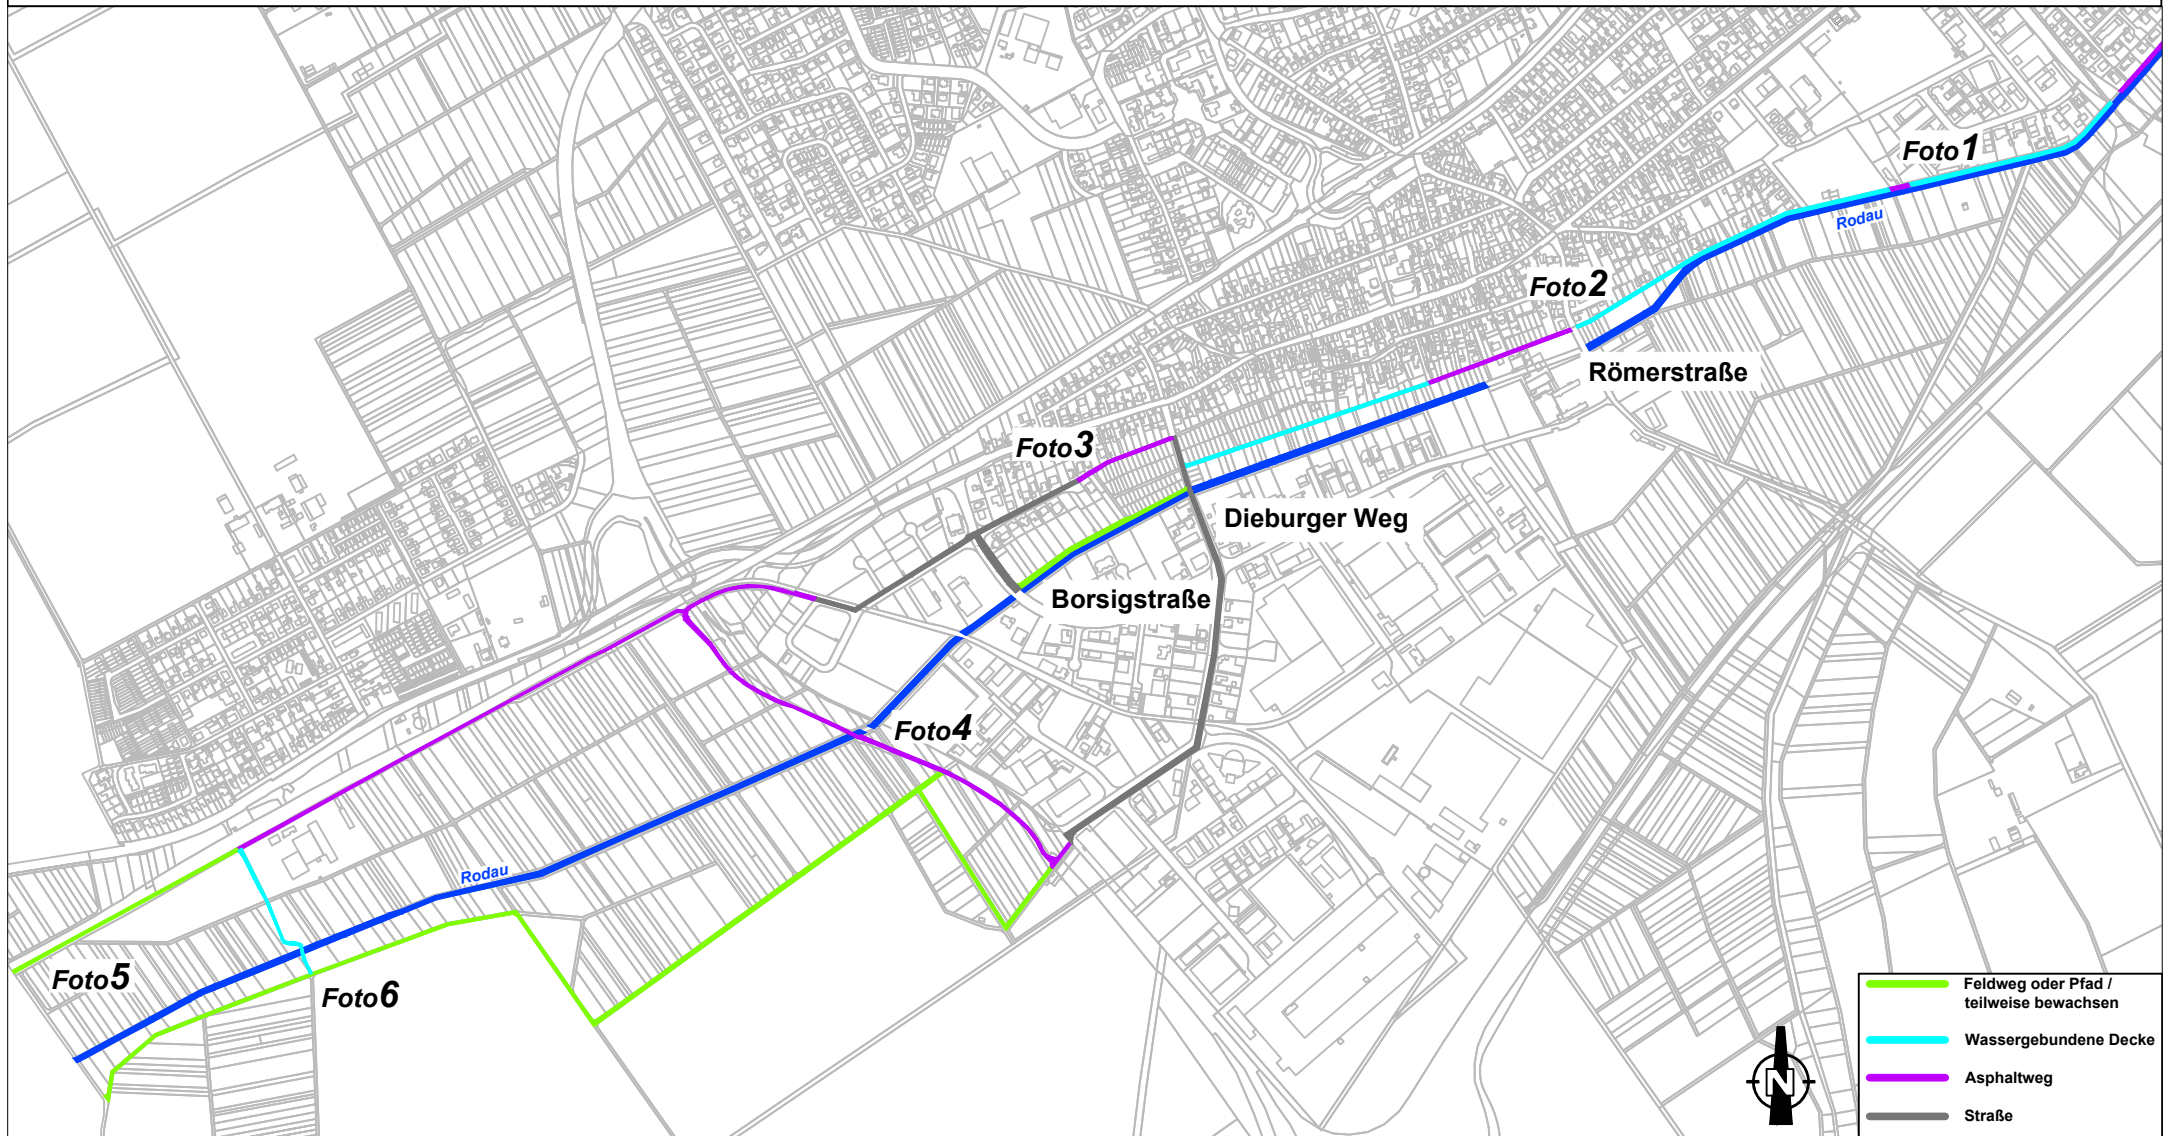 Foto1
Rodau
Foto2
Römerstraße
Foto3
Dieburger Weg
Borsigstraße
Foto4
Rodau
Foto5
Foto6
Feldweg oder Pfad /
teilweise bewachsen
Wassergebundene Decke
N
Asphaltweg
Straße